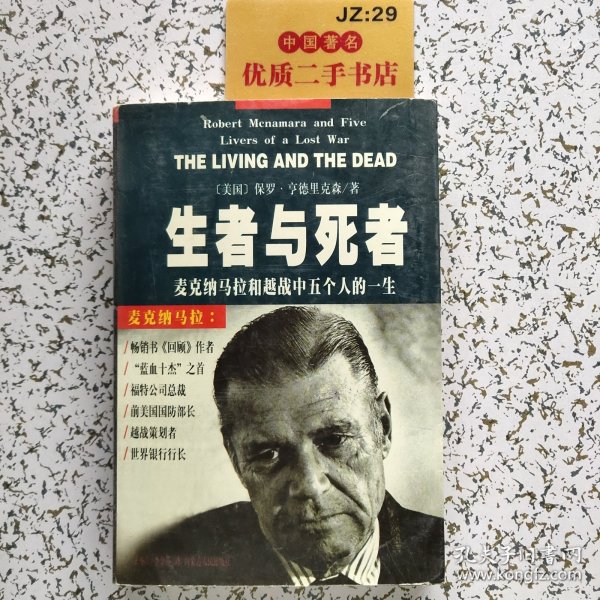 JZ:29
中国著名
优质二手书店
Robert Mcnamara and Five
Livers of a Lost War
THE LIVING AND THE DEAD
〔美国〕保罗·亨德里克森/著
生者与死者
麦克纳马拉和越战中五个人的一生
麦克纳马拉：
/畅销书《回顾》作者
/“蓝血十杰”之首
/福特公司总裁
/前美国国防部长
/越战策划者
/世界银行行长
孔夫子旧书网
kongfz.com